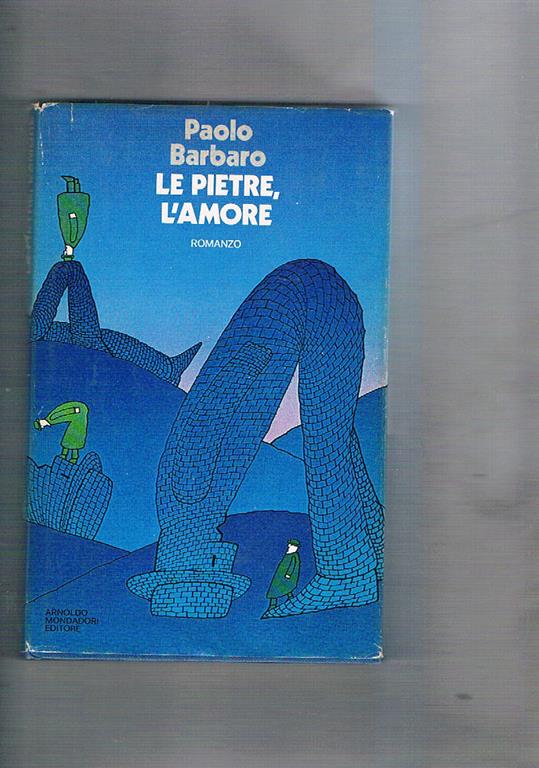 Paolo
Barbaro
LE PIETRE,
L'AMORE
ROMANZO
ARNOLDO
MONDADORI
EDITORE